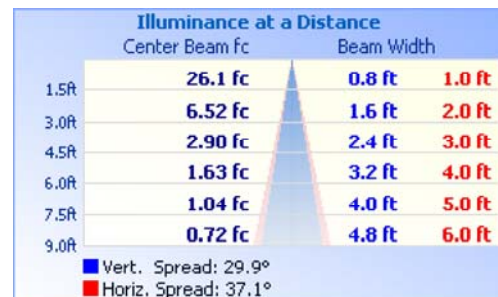 Illuminance at a Distance
Center Beam fc Beam Width
1.5ft 26.1 fc 0.8 ft 1.0 ft
3.0ft 6.52 fc 1.6 ft 2.0 ft
4.5ft 2.90 fc 2.4 ft 3.0 ft
6.0ft 1.63 fc 3.2 ft 4.0 ft
7.5ft 1.04 fc 4.0 ft 5.0 ft
9.0ft 0.72 fc 4.8 ft 6.0 ft
Vert. Spread: 29.9°
Horiz. Spread: 37.1°